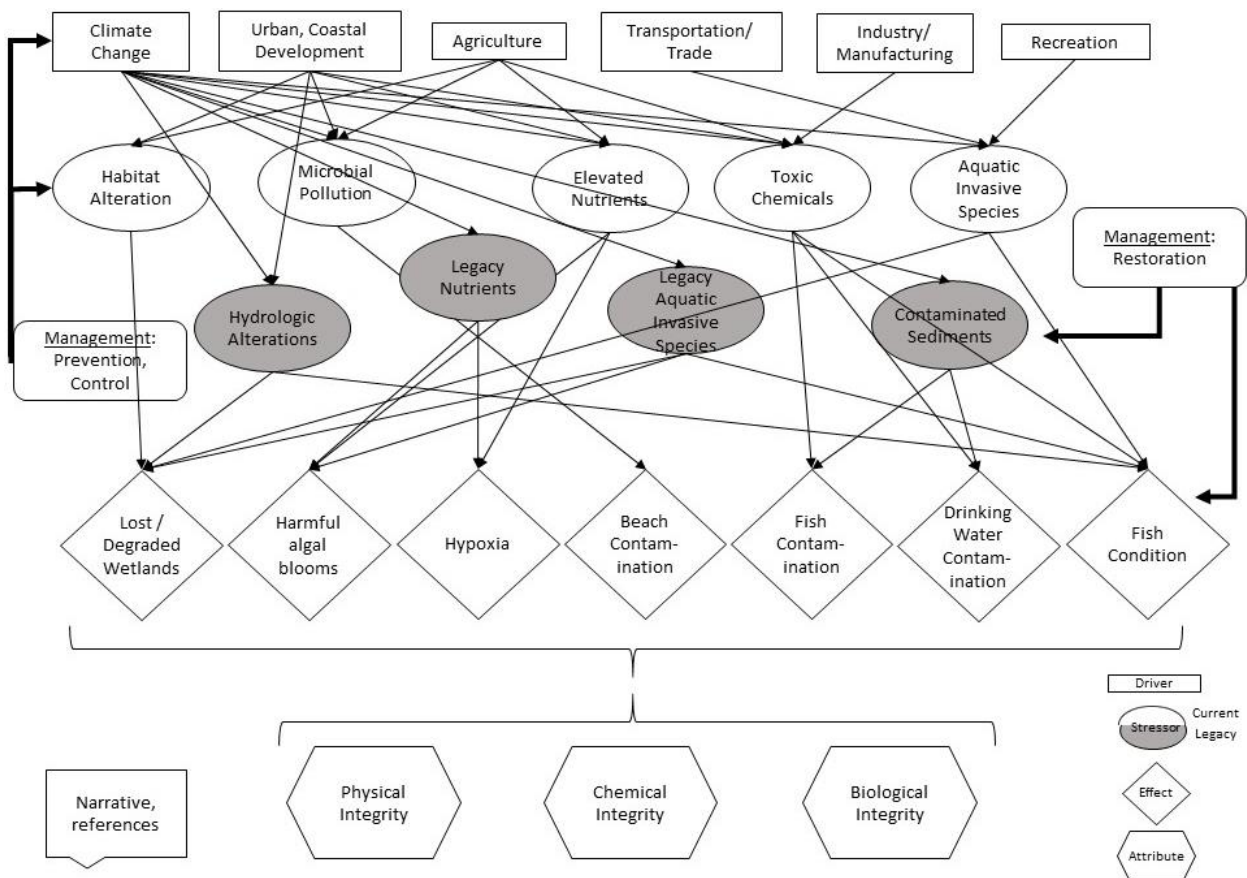 Climate
Change
Urban, Coastal
Development
Agriculture
Transportation/
Trade
Industry/
Manufacturing
Recreation
Habitat
Alteration
Microbial
Pollution
Elevated
Nutrients
Toxic
Chemicals
Aquatic
Invasive
Species
Management:
Restoration
Legacy
Nutrients
Legacy
Aquatic
Invasive
Species
Hydrologic
Alterations
Contaminated
Sediments
Management:
Prevention,
Control
Lost /
Degraded
Wetlands
Harmful
algal
blooms
Hypoxia
Beach
Contam-
ination
Fish
Contam-
ination
Drinking
Water
Contam-
ination
Fish
Condition
Driver
Stressor
Current
Legacy
Effect
Attribute
Narrative,
references
Physical
Integrity
Chemical
Integrity
Biological
Integrity